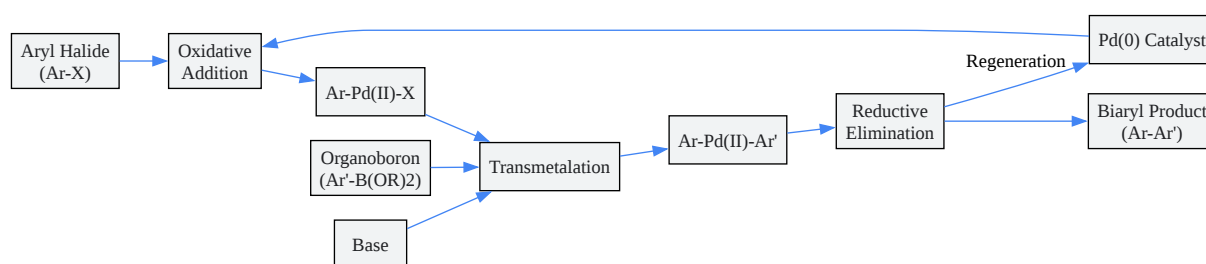 Aryl Halide
(Ar-X)
Oxidative
Addition
Ar-Pd(II)-X
Organoboron
(Ar'-B(OR)2)
Base
Transmetalation
Ar-Pd(II)-Ar'
Reductive
Elimination
Regeneration
Pd(0) Catalyst
Biaryl Product
(Ar-Ar')